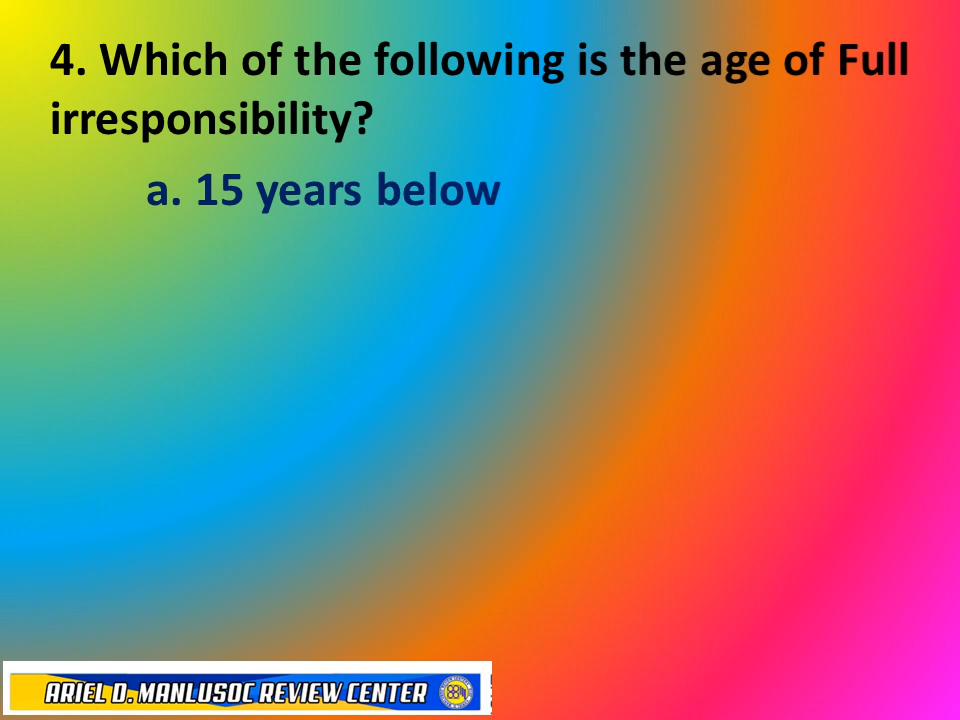 4. Which of the following is the age of Full
irresponsibility?
a. 15 years below
ARIEL D. MANLUSOC REVIEW CENTER